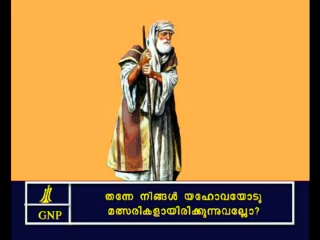 തന്നേ നിങ്ങൾ യഹോവയോടു
മത്സരികളായിരിക്കുന്നുവല്ലോ?
GNP